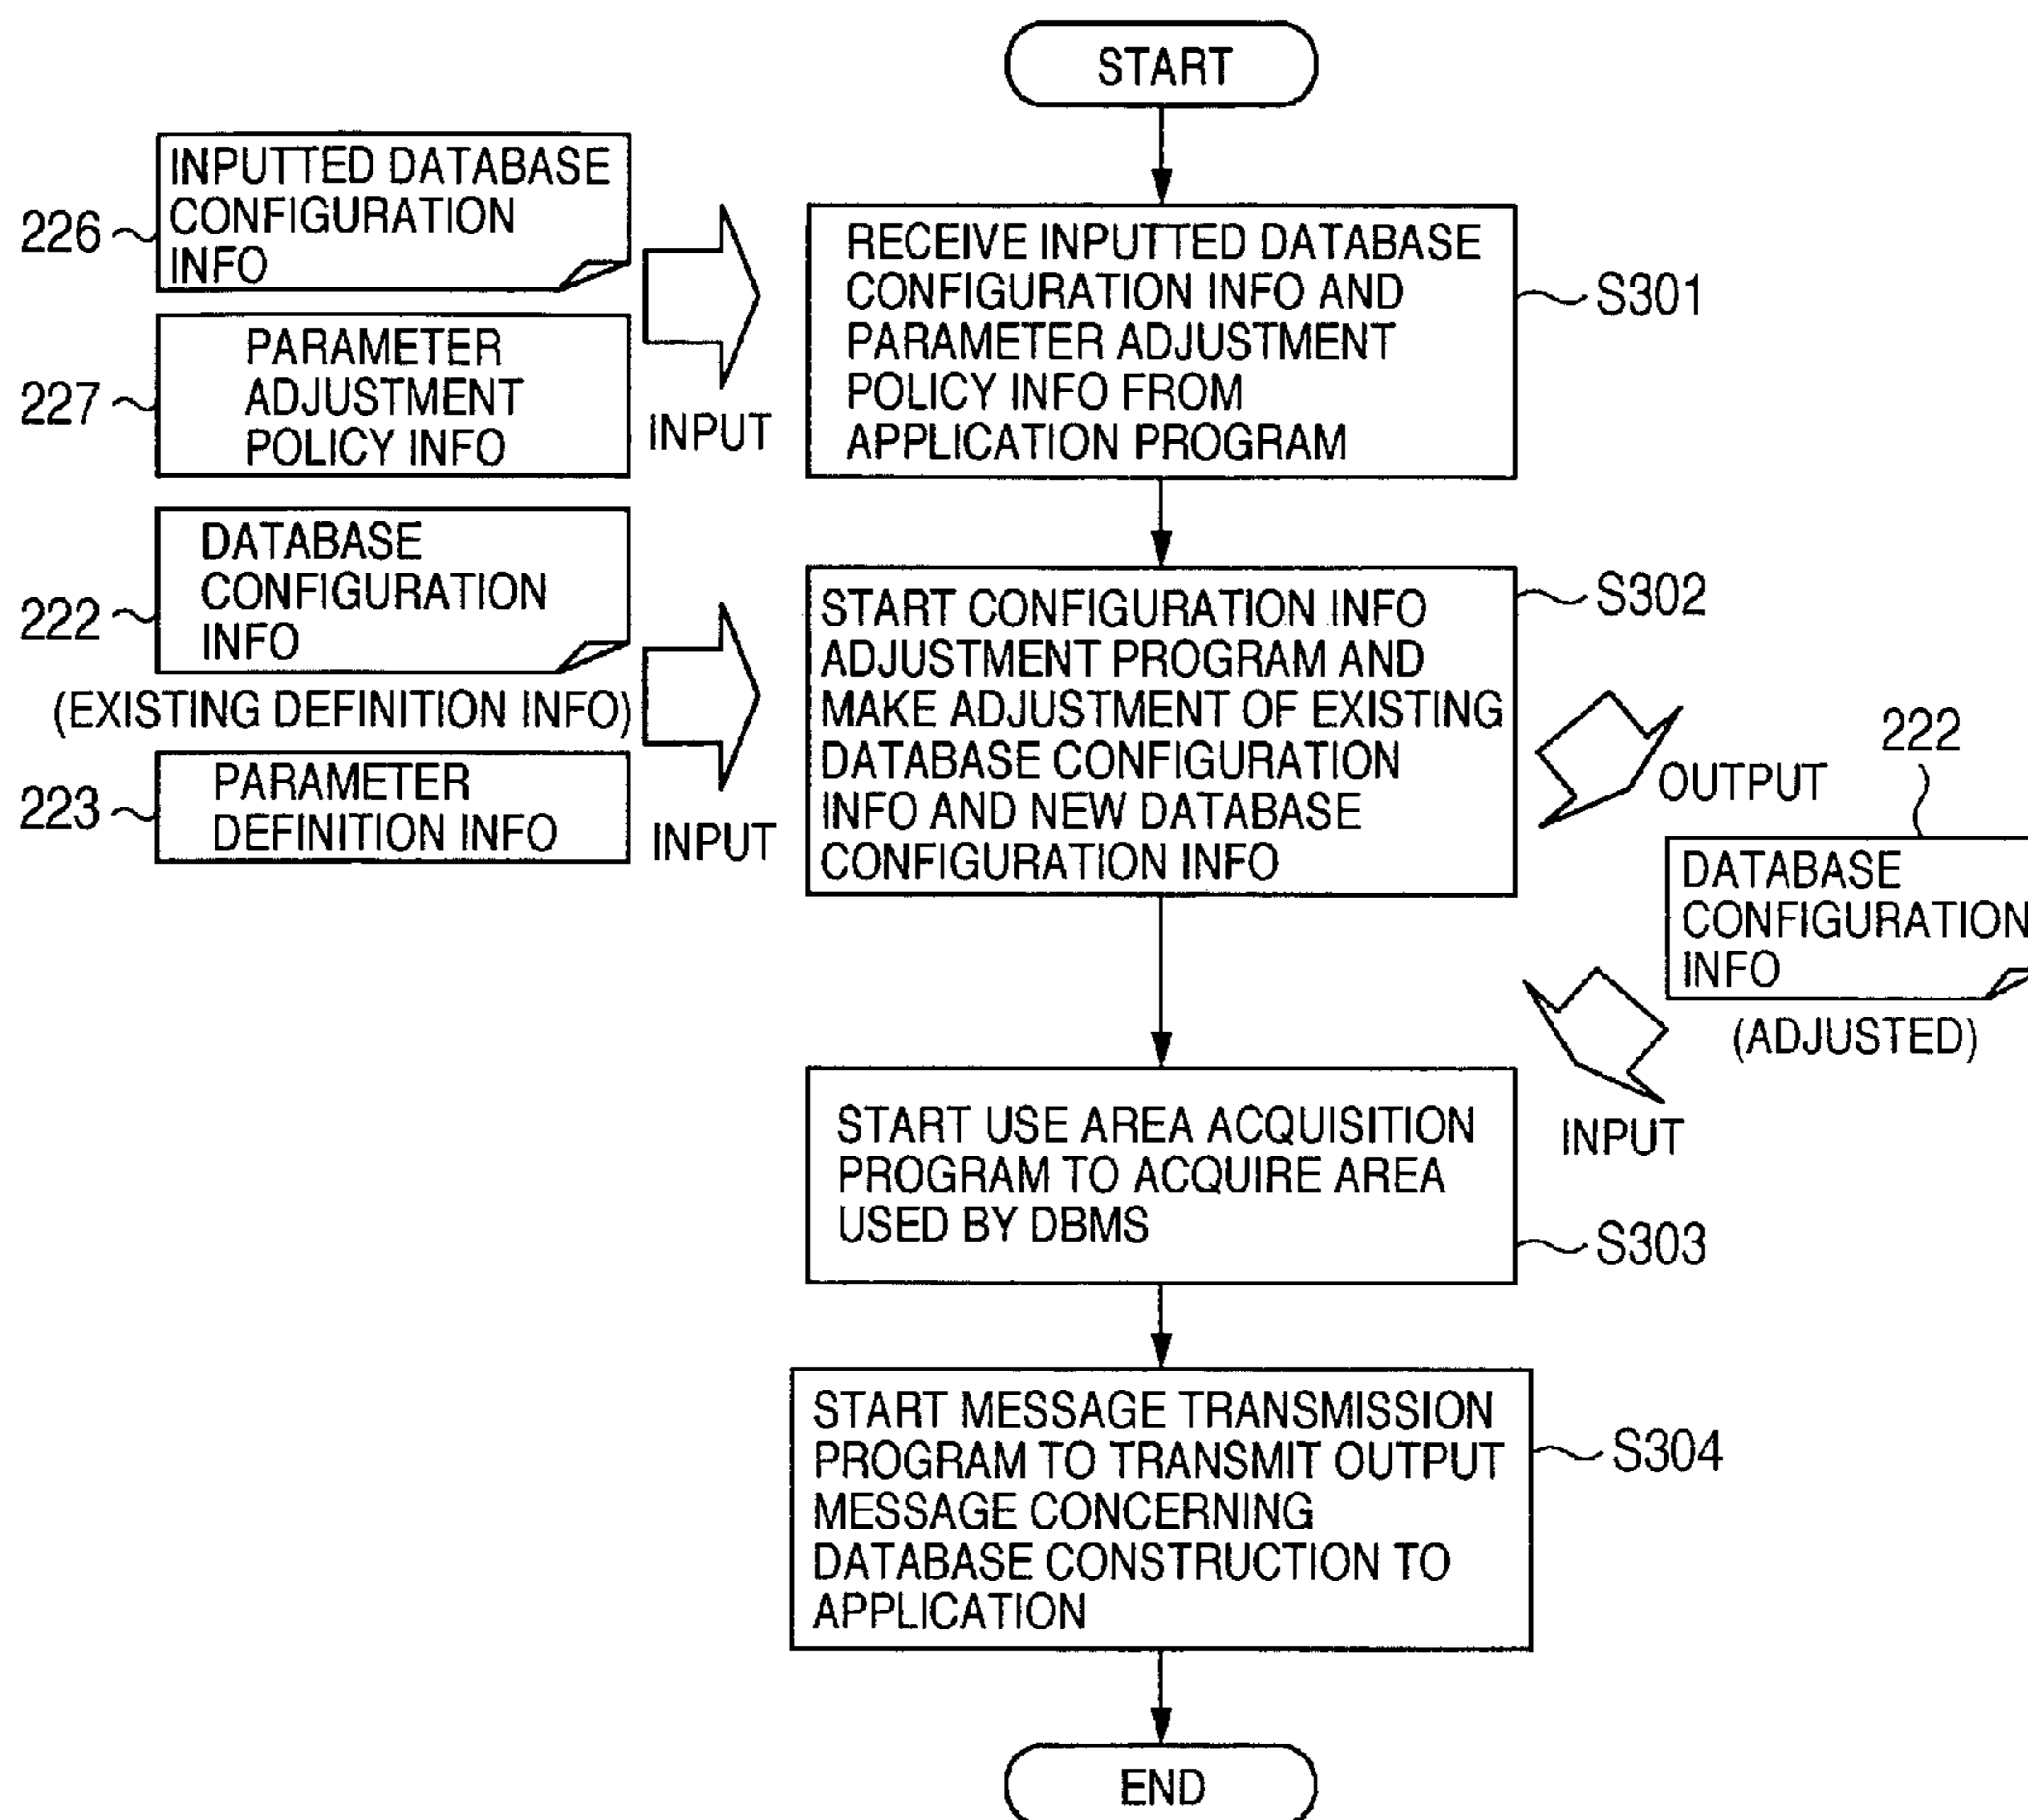 START
INPUTTED DATABASE
CONFIGURATION
INFO
226
PARAMETER
ADJUSTMENT
POLICY INFO
227
INPUT
RECEIVE INPUTTED DATABASE
CONFIGURATION INFO AND
PARAMETER ADJUSTMENT
POLICY INFO FROM
APPLICATION PROGRAM
S301
DATABASE
CONFIGURATION
INFO
222
(EXISTING DEFINITION INFO)
PARAMETER
DEFINITION INFO
223
INPUT
START CONFIGURATION INFO
ADJUSTMENT PROGRAM AND
MAKE ADJUSTMENT OF EXISTING
DATABASE CONFIGURATION
INFO AND NEW DATABASE
CONFIGURATION INFO
S302
OUTPUT
222
DATABASE
CONFIGURATION
INFO
(ADJUSTED)
INPUT
START USE AREA ACQUISITION
PROGRAM TO ACQUIRE AREA
USED BY DBMS
S303
START MESSAGE TRANSMISSION
PROGRAM TO TRANSMIT OUTPUT
MESSAGE CONCERNING
DATABASE CONSTRUCTION TO
APPLICATION
S304
END